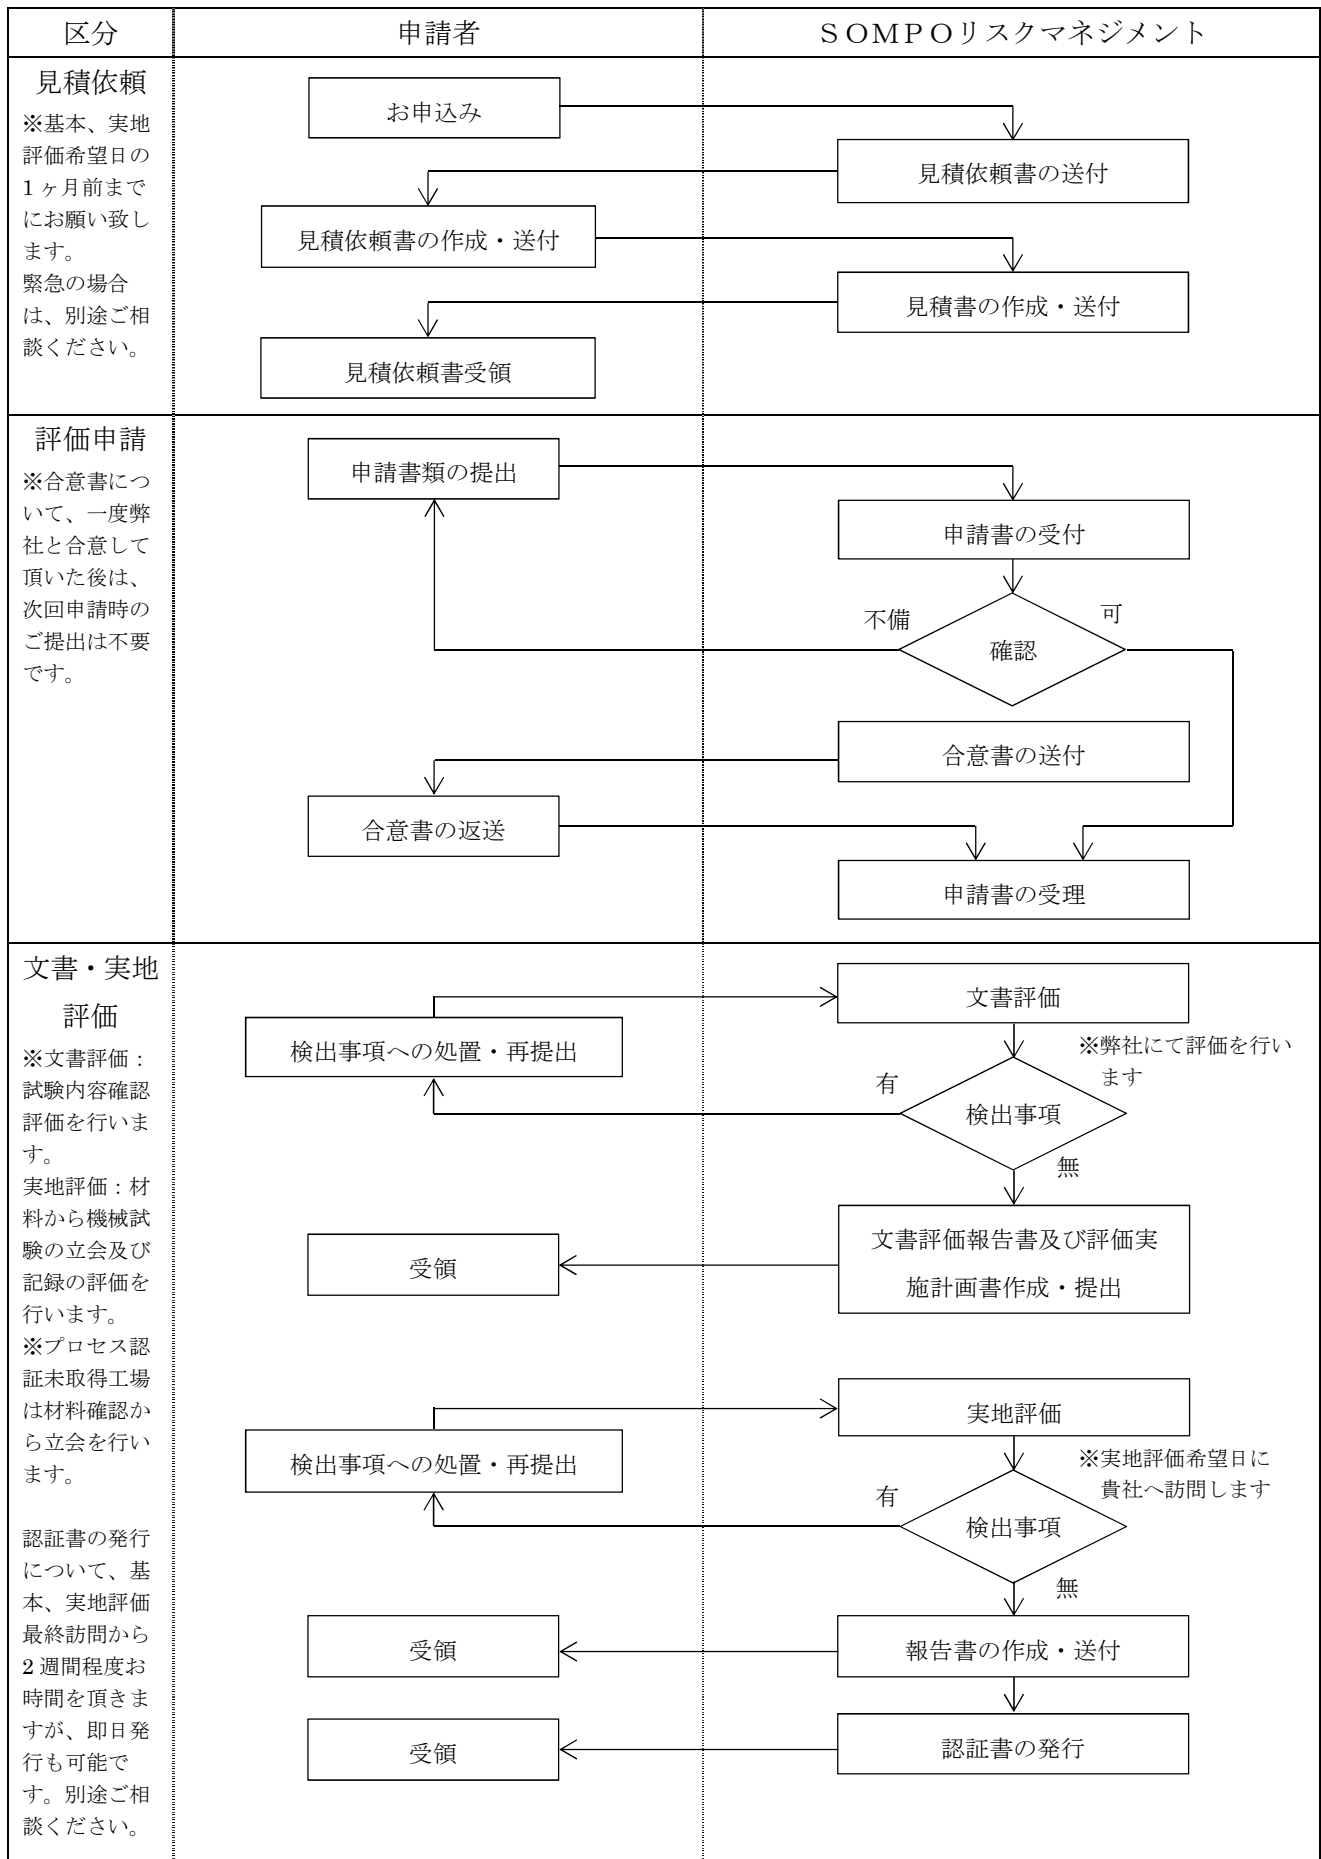 区分
申請者
ＳＯＭＰＯリスクマネジメント
見積依頼
※基本、実地
評価希望日の
1ヶ月前まで
にお願い致し
ます。
緊急の場合
は、別途ご相
談ください。
お申込み
見積依頼書の送付
見積依頼書の作成・送付
見積書の作成・送付
見積依頼書受領
評価申請
※合意書につ
いて、一度弊
社と合意して
頂いた後は、
次回申請時の
ご提出は不要
です。
申請書類の提出
申請書の受付
不備
可
確認
合意書の送付
合意書の返送
申請書の受理
文書・実地
評価
※文書評価：
試験内容確認
評価を行いま
す。
実地評価：材
料から機械試
験の立会及び
記録の評価を
行います。
※プロセス認
証未取得工場
は材料確認か
ら立会を行い
ます。
認証書の発行
について、基
本、実地評価
最終訪問から
2週間程度お
時間を頂きま
すが、即日発
行も可能で
す。別途ご相
談ください。
文書評価
検出事項への処置・再提出
※弊社にて評価を行い
ます
有
検出事項
無
文書評価報告書及び評価実
施計画書作成・提出
受領
実地評価
検出事項への処置・再提出
※実地評価希望日に
貴社へ訪問します
有
検出事項
無
受領
報告書の作成・送付
受領
認証書の発行